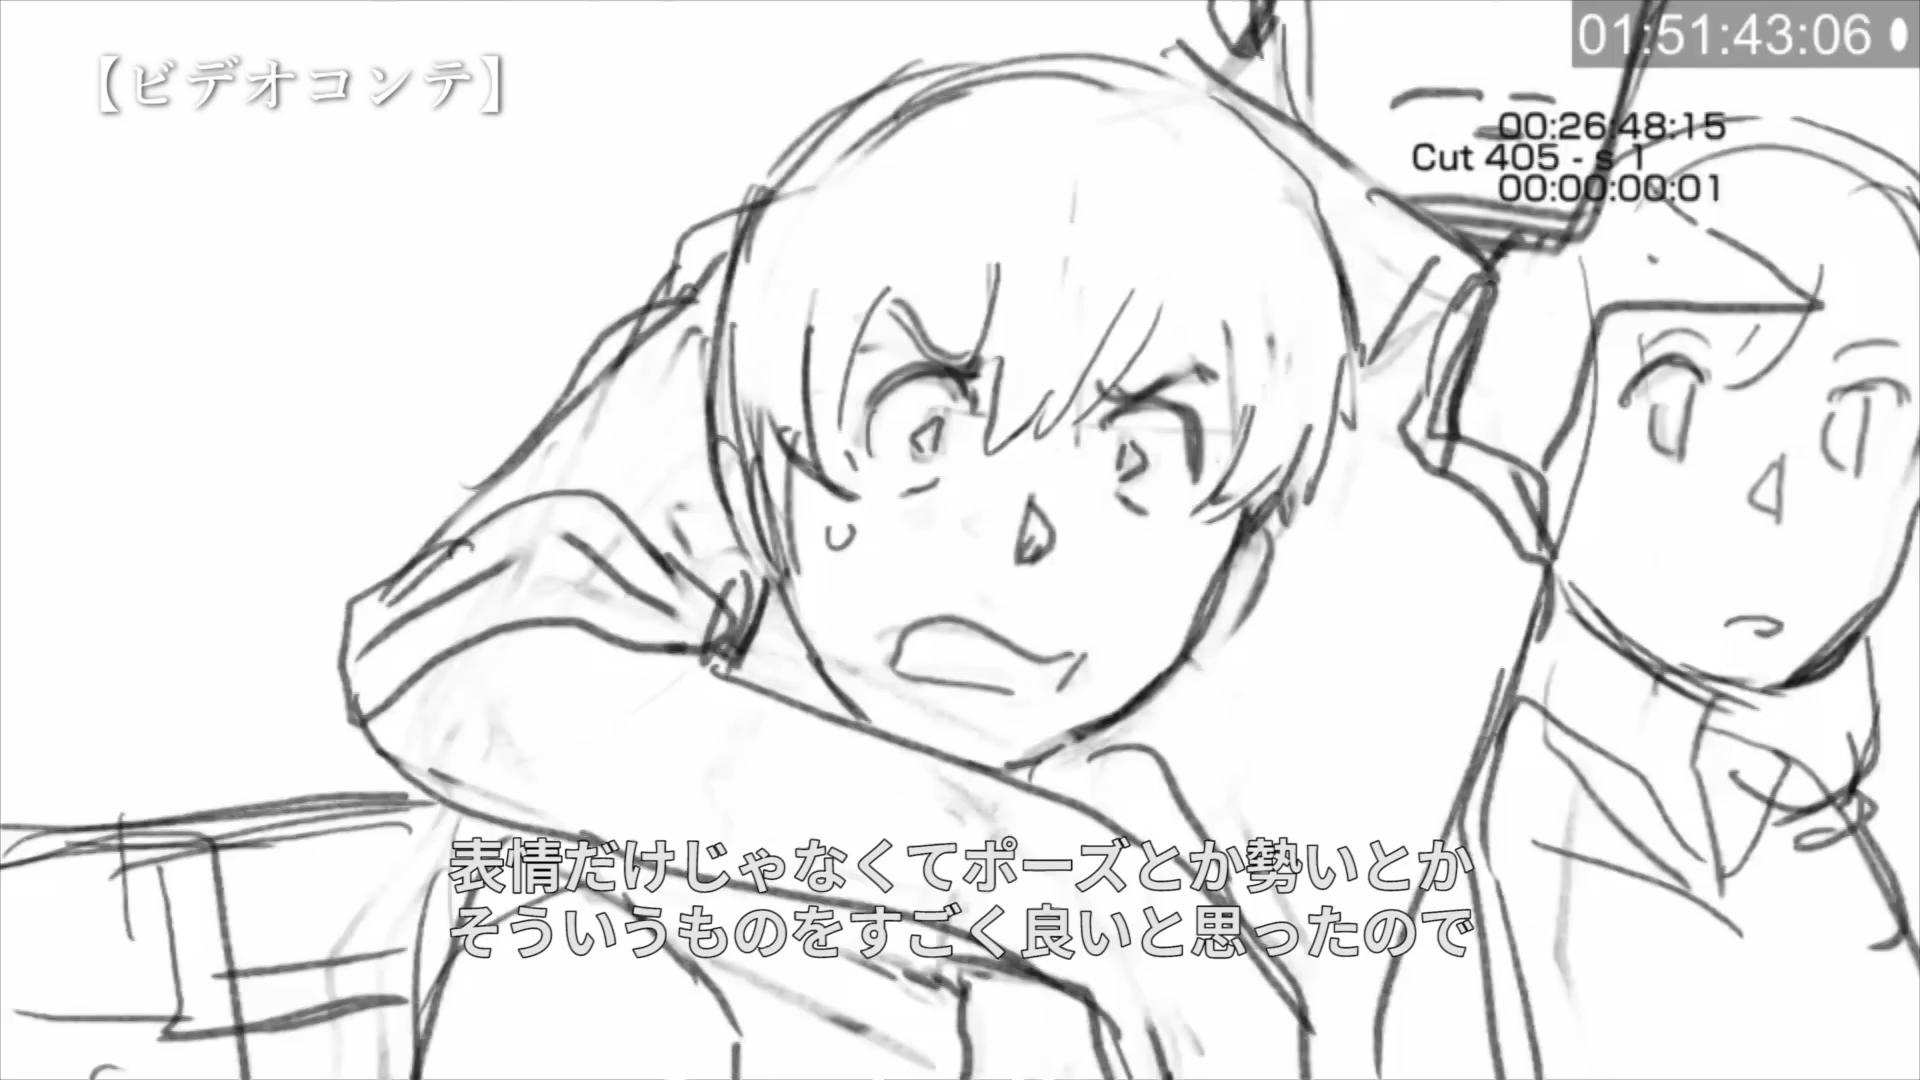 【ビデオコンテ】
01:51:43:06
00:26:48:15
Cut 405 - s 1
00:00:00:01
表情だけじゃなくてポーズとか勢いとか
そういうものをすごく良いと思ったので